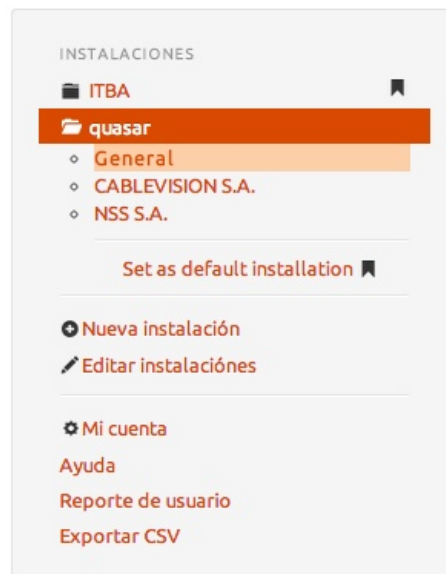 INSTALACIONES
ITBA
quasar
General
CABLEVISION S.A.
NSS S.A.
Set as default installation
Nueva instalación
Editar instalaciónes
Mi cuenta
Ayuda
Reporte de usuario
Exportar CSV